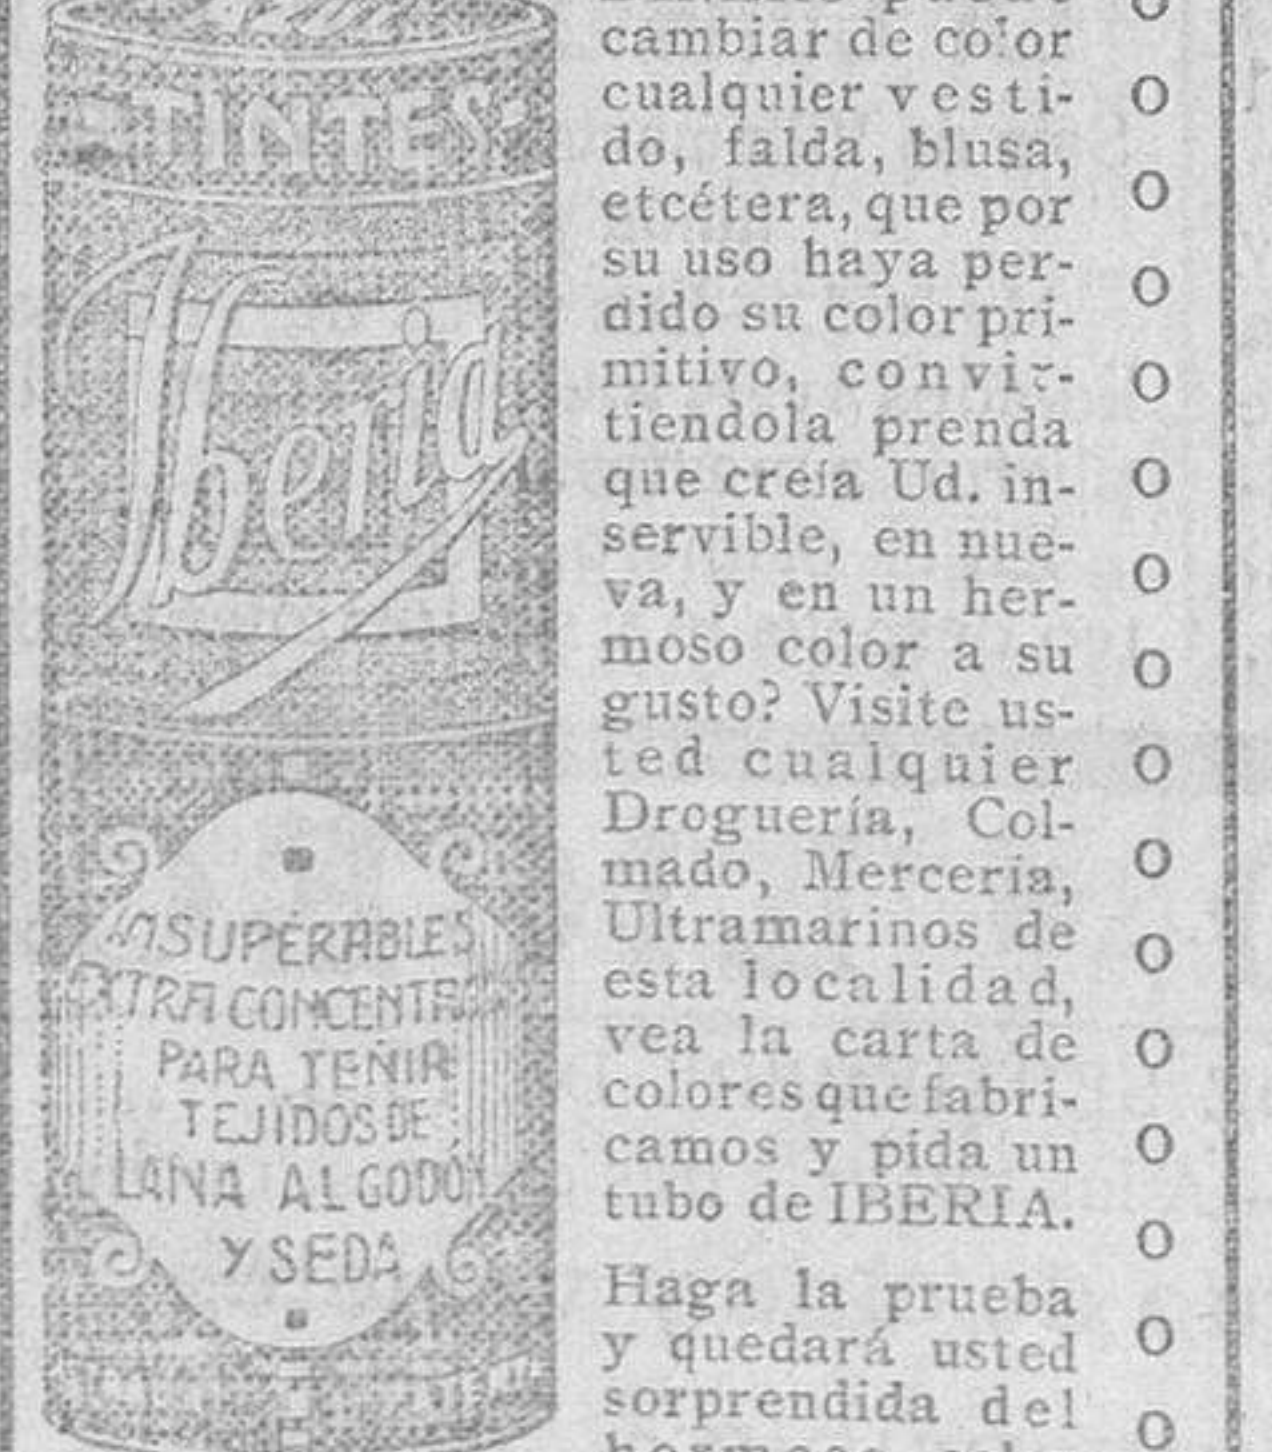 TINTES
Iberia
INSUPERABLES
EXTRA CONCENTRA
PARA TEÑIR
TEJIDOS DE
LANA ALGODÓN
Y SEDA
cambiar de color
cualquier vesti-
do, falda, blusa,
etcétera, que por
su uso haya per-
dido su color pri-
mitivo, convir-
tiendola prenda
que creía Ud. in-
servible, en nue-
va, y en un her-
moso color a su
gusto? Visite us-
ted cualquier
Droguería, Col-
mado, Merceria,
Ultramarinos de
esta localidad,
vea la carta de
colores que fabri-
camos y pida un
tubo de IBERIA.
Haga la prueba
y quedará usted
sorprendida del